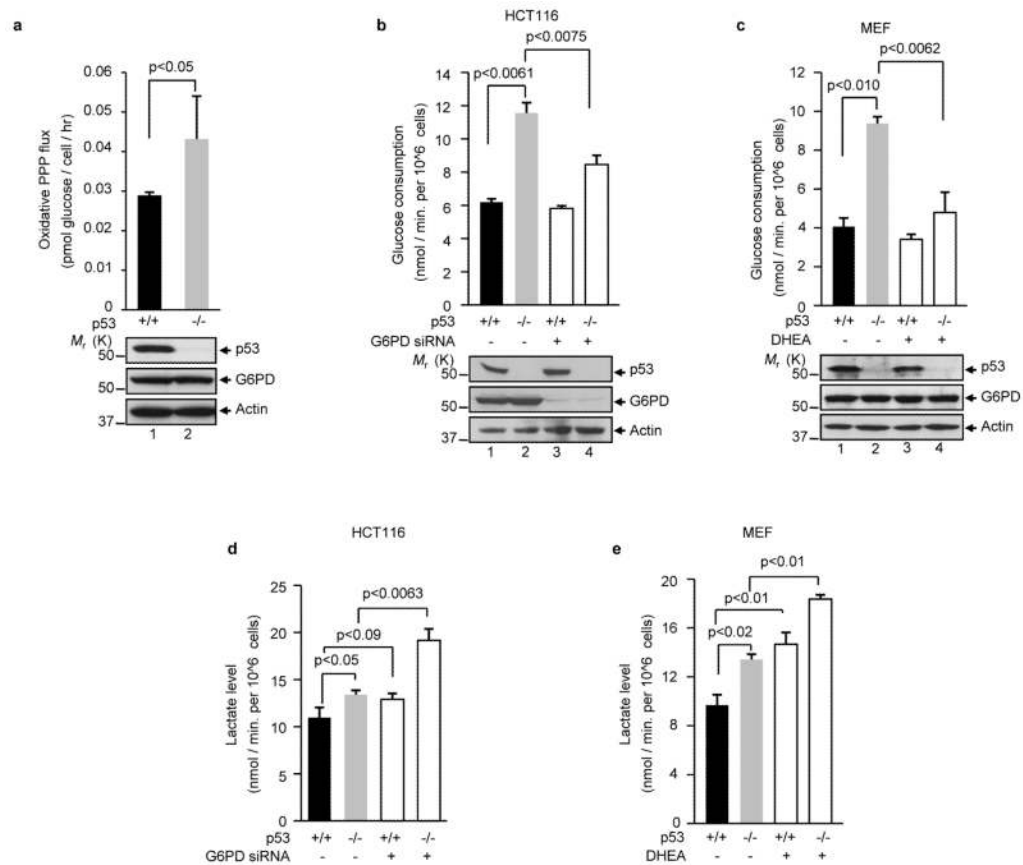 a
p<0.05
Oxidative PPP flux
(pmol glucose / cell / hr)
0.06
0.05
0.04
0.03
0.02
0.01
0
p53 +/+ -/-
Mr (K)
50 p53
50 G6PD
37 Actin
1 2
b
HCT116
p<0.0075
p<0.0061
Glucose consumption
(nmol / min. per 10^6 cells)
14
12
10
8
6
4
2
0
p53 +/+ -/- +/+ -/-
G6PD siRNA - - + +
Mr (K)
50 p53
50 G6PD
37 Actin
1 2 3 4
c
MEF
p<0.0062
p<0.010
Glucose consumption
(nmol / min. per 10^6 cells)
12
10
8
6
4
2
0
p53 +/+ -/- +/+ -/-
DHEA - - + +
Mr (K)
50 p53
50 G6PD
37 Actin
1 2 3 4
d
HCT116
p<0.0063
p<0.09
p<0.05
Lactate level
(nmol / min. per 10^6 cells)
25
20
15
10
5
0
p53 +/+ -/- +/+ -/-
G6PD siRNA - - + +
e
MEF
p<0.01
p<0.01
p<0.02
Lactate level
(nmol / min. per 10^6 cells)
20
16
12
8
4
0
p53 +/+ -/- +/+ -/-
DHEA - - + +